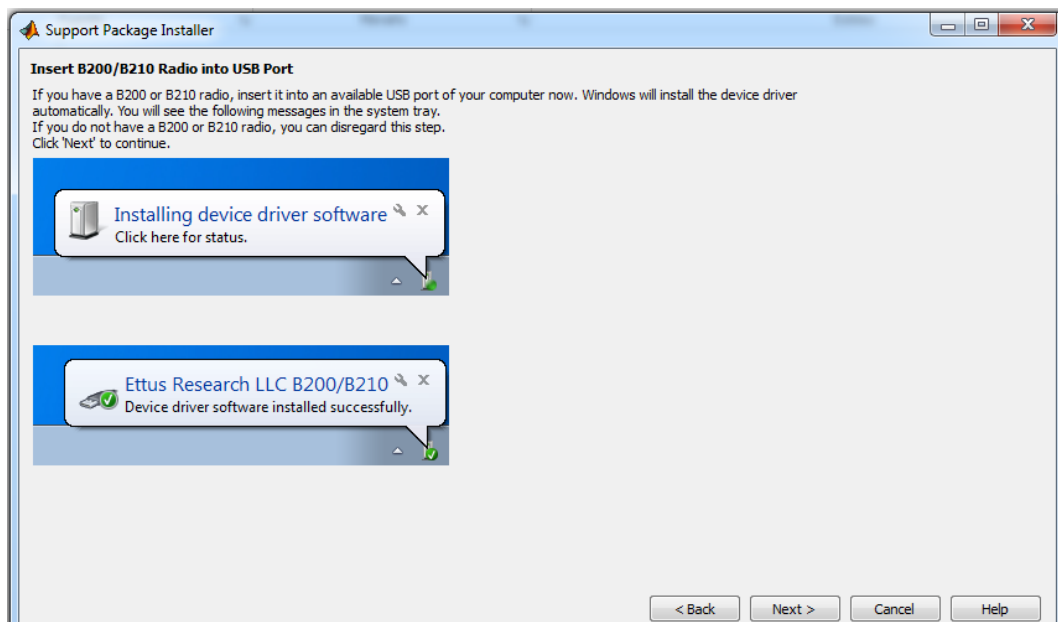 Support Package Installer
Insert B200/B210 Radio into USB Port
If you have a B200 or B210 radio, insert it into an available USB port of your computer now. Windows will install the device driver
automatically. You will see the following messages in the system tray.
If you do not have a B200 or B210 radio, you can disregard this step.
Click 'Next' to continue.
Installing device driver software
Click here for status.
Ettus Research LLC B200/B210
Device driver software installed successfully.
< Back Next > Cancel Help